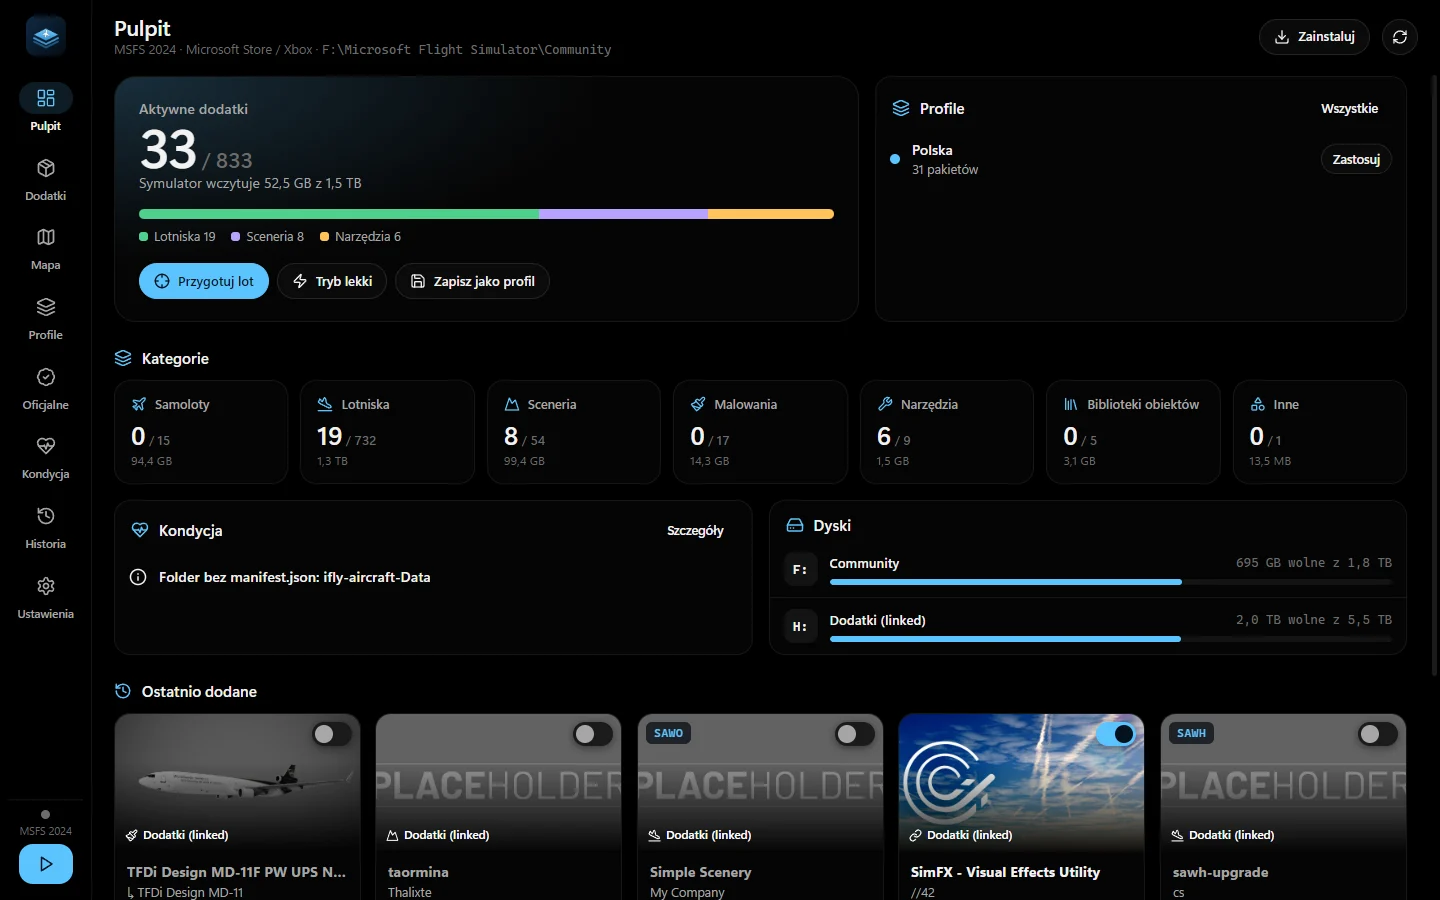 Pulpit
MSFS 2024 · Microsoft Store / Xbox · F:\Microsoft Flight Simulator\Community
Zainstaluj
Pulpit
Dodatki
Mapa
Profile
Oficjalne
Kondycja
Historia
Ustawienia
MSFS 2024
Aktywne dodatki
33 / 833
Symulator wczytuje 52,5 GB z 1,5 TB
Lotniska 19 Sceneria 8 Narzędzia 6
Przygotuj lot Tryb lekki Zapisz jako profil
Profile Wszystkie
Polska
31 pakietów
Zastosuj
Kategorie
Samoloty
0 / 15
94,4 GB
Lotniska
19 / 732
1,3 TB
Sceneria
8 / 54
99,4 GB
Malowania
0 / 17
14,3 GB
Narzędzia
6 / 9
1,5 GB
Biblioteki obiektów
0 / 5
3,1 GB
Inne
0 / 1
13,5 MB
Kondycja Szczegóły
Folder bez manifest.json: ifly-aircraft-Data
Dyski
F: Community 695 GB wolne z 1,8 TB
H: Dodatki (linked) 2,0 TB wolne z 5,5 TB
Ostatnio dodane
Dodatki (linked)
TFDi Design MD-11F PW UPS N...
TFDi Design MD-11
PLACEHOLDER
Dodatki (linked)
taormina
Thalixte
SAWO
PLACEHOLDER
Dodatki (linked)
Simple Scenery
My Company
Dodatki (linked)
SimFX - Visual Effects Utility
//42
SAWH
PLACEHOLDER
Dodatki (linked)
sawh-upgrade
cs